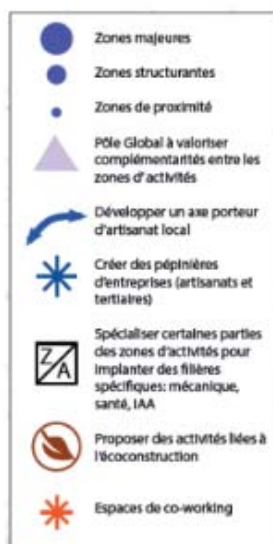 Zones majeures
Zones structurantes
Zones de proximité
Pôle Global à valoriser
complémentarités entre les
zones d'activités
Développer un axe porteur
d'artisanat local
Créer des pépinières
d'entreprises (artisanats et
tertiaires)
Z/A
Spécialiser certaines parties
des zones d'activités pour
implanter des filières
spécifiques: mécanique,
santé, IAA
Proposer des activités liées à
l'écoconstruction
Espaces de co-working